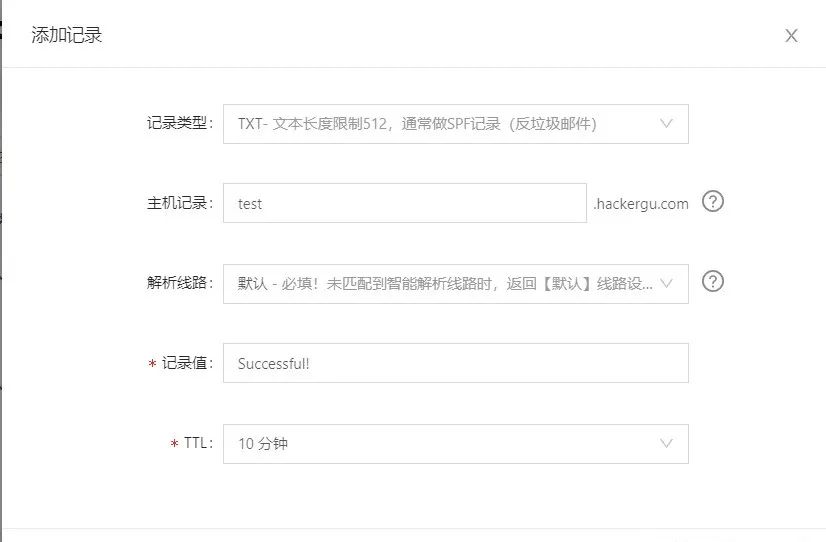 添加记录
记录类型: TXT- 文本长度限制512，通常做SPF记录（反垃圾邮件）
主机记录: test .hackergu.com
解析线路: 默认 - 必填！未匹配到智能解析线路时，返回【默认】线路设...
* 记录值: Successful!
* TTL: 10 分钟